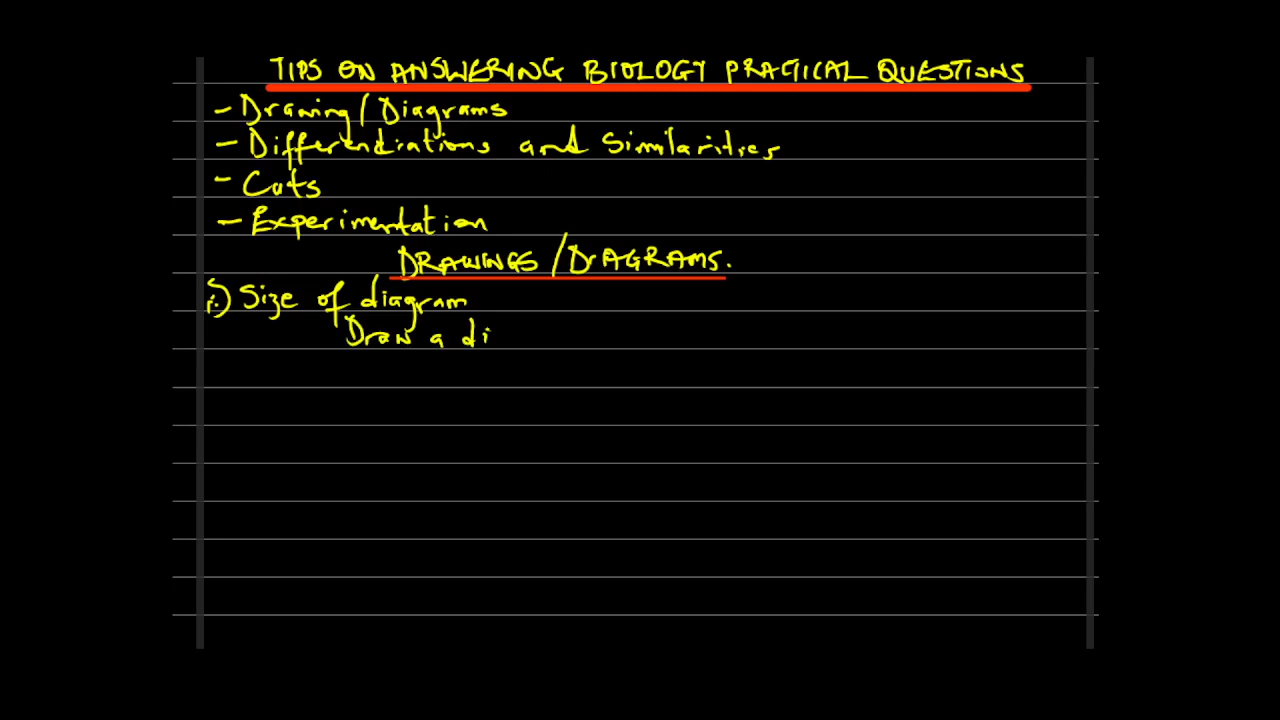 TIPS ON ANSWERING BIOLOGY PRACTICAL QUESTIONS
- Drawing/Diagrams
- Differentiations and Similarities
- Cuts
- Experimentation
DRAWINGS/DIAGRAMS.
i) Size of diagram
Draw a di